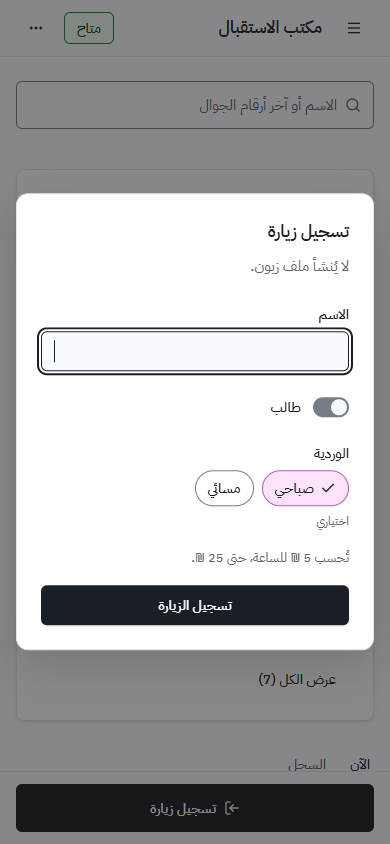 مكتب الاستقبال
متاح
الاسم أو آخر أرقام الجوال
تسجيل زيارة
لا يُنشأ ملف زبون.
الاسم
طالب
الوردية
صباحي
مسائي
اختياري
تُحسب 5 ₪ للساعة، حتى 25 ₪.
تسجيل الزيارة
عرض الكل (7)
الآن
السجل
تسجيل زيارة